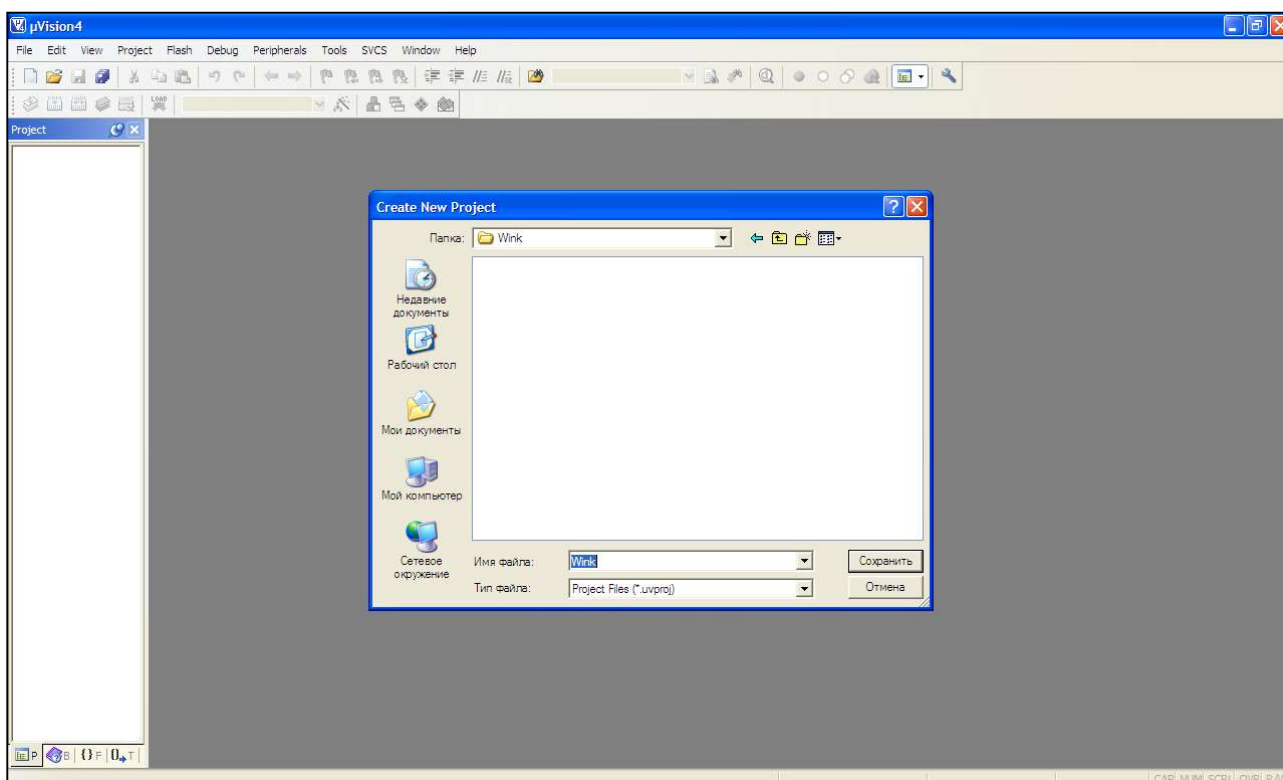 µVision4
File Edit View Project Flash Debug Peripherals Tools SVCS Window Help
LOAD
Project
Create New Project
Папка: Wink
Недавние
документы
Рабочий стол
Мои документы
Мой компьютер
Сетевое
окружение
Имя файла: Wink Сохранить
Тип файла: Project Files (*.uvproj) Отмена
P B {} F 0 T
CAP NUM SCRL OVR R/W